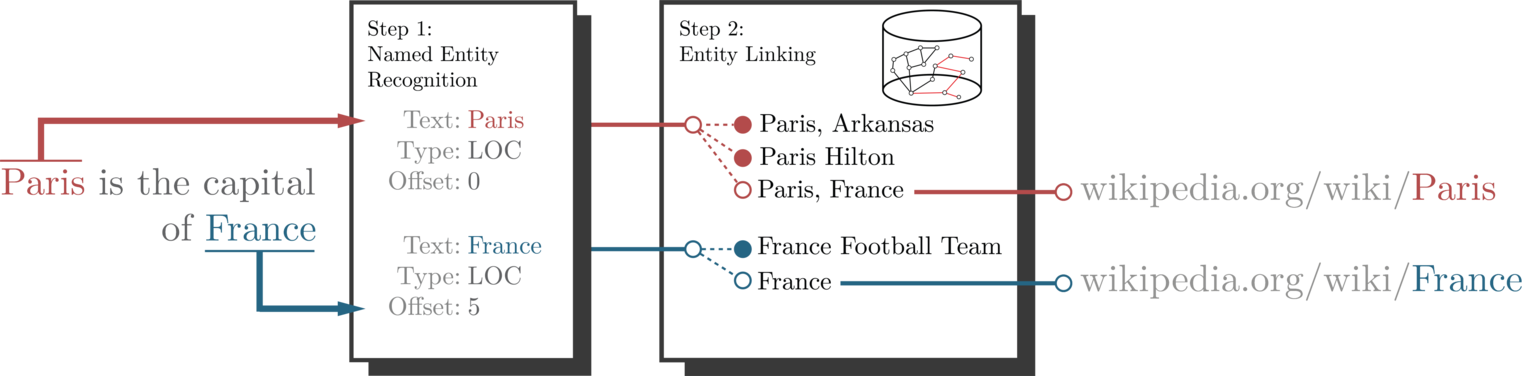 Paris is the capital
of France
Step 1:
Named Entity
Recognition
Text: Paris
Type: LOC
Offset: 0
Text: France
Type: LOC
Offset: 5
Step 2:
Entity Linking
Paris, Arkansas
Paris Hilton
Paris, France
France Football Team
France
wikipedia.org/wiki/Paris
wikipedia.org/wiki/France